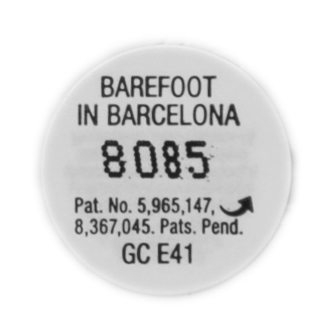 BAREFOOT
IN BARCELONA
8085
Pat. No. 5,965,147,
8,367,045. Pats. Pend.
GC E41